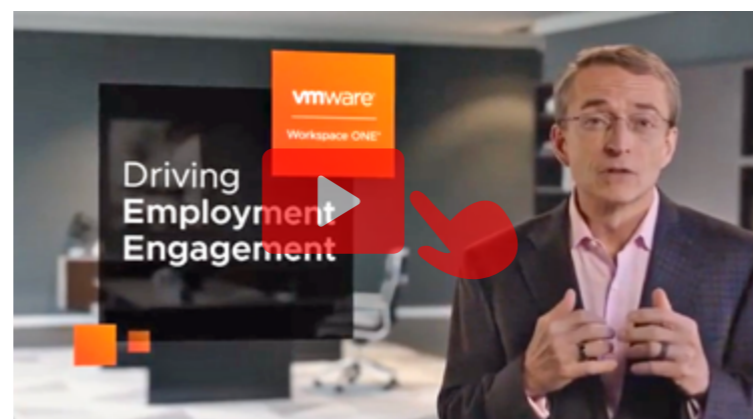 vmware®
Workspace ONE®
Driving
Employment
Engagement